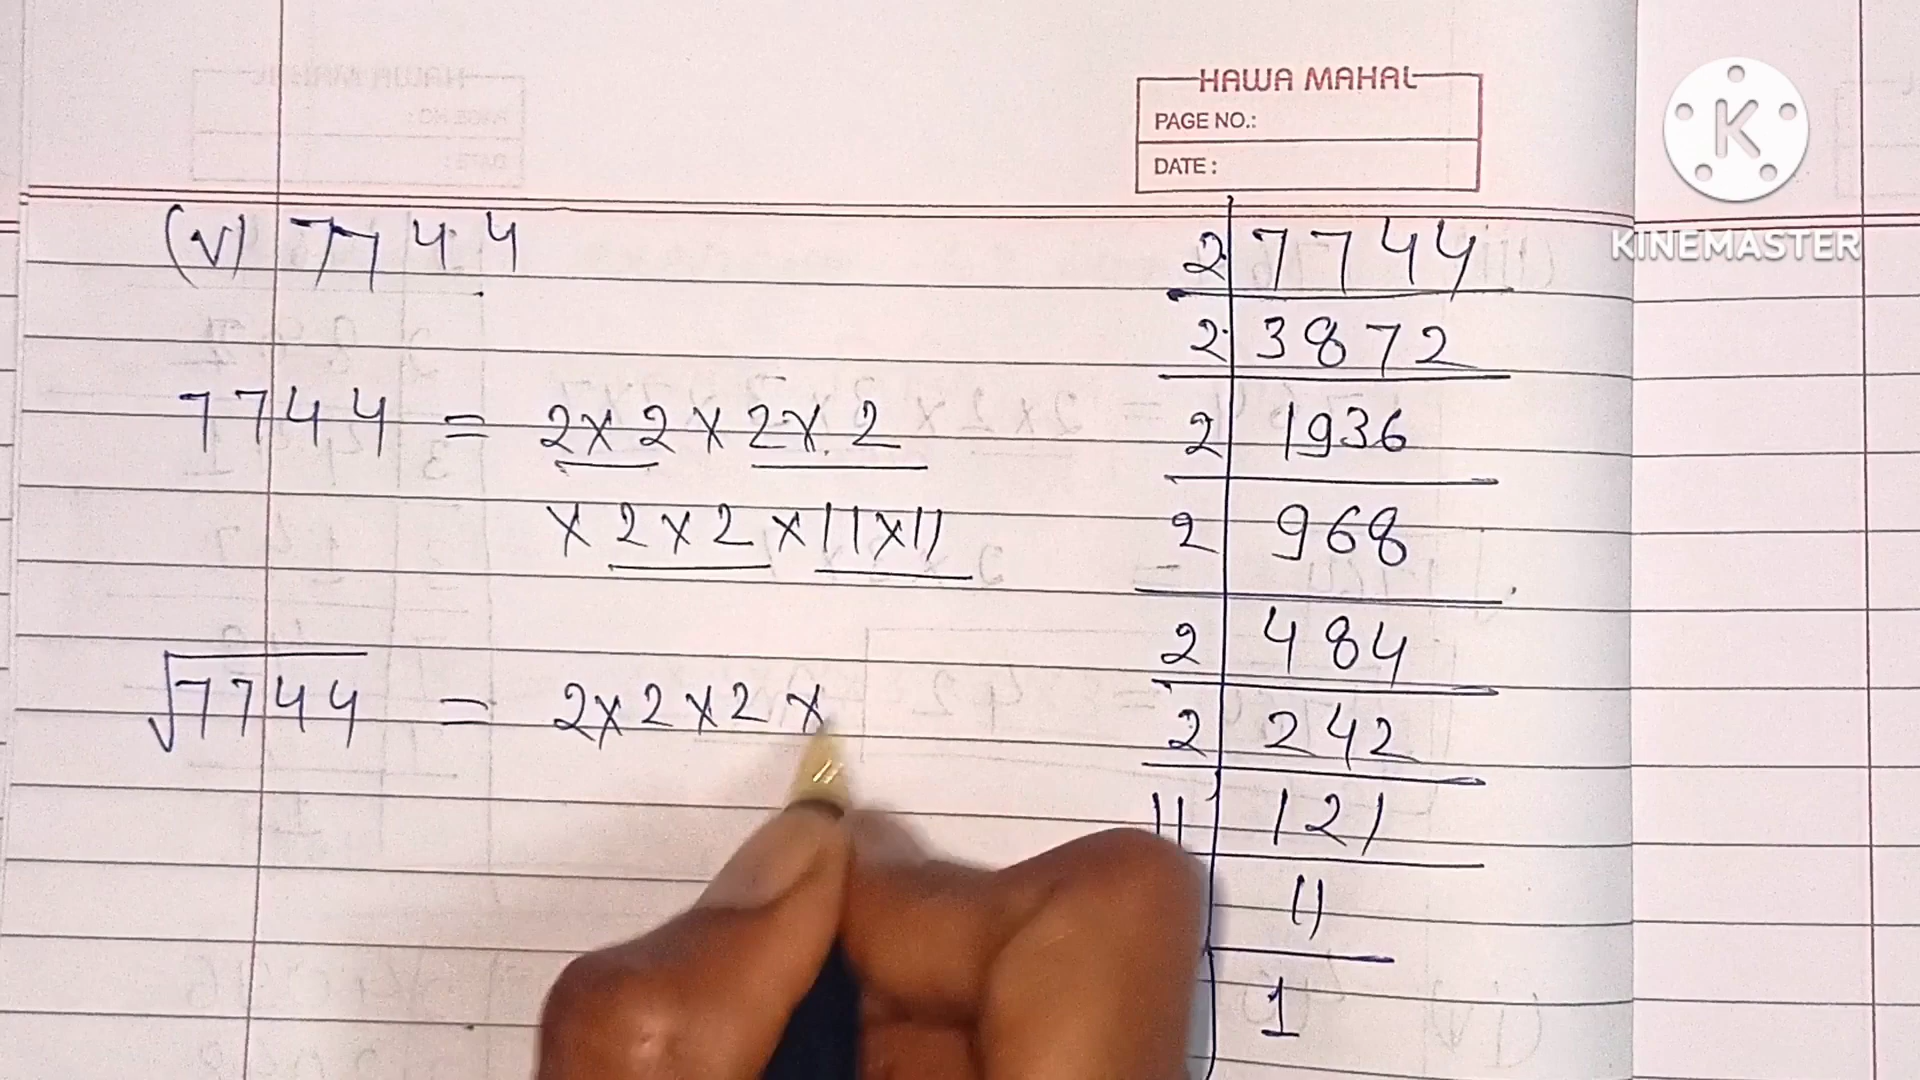 HAWA MAHAL
PAGE NO.:
DATE :
K
KINEMASTER
(V) 7744
7744 = 2×2×2×2
×2×2×11×11
√7744 = 2×2×2×
2 7744
2 3872
2 1936
2 968
2 484
2 242
11 121
11
1